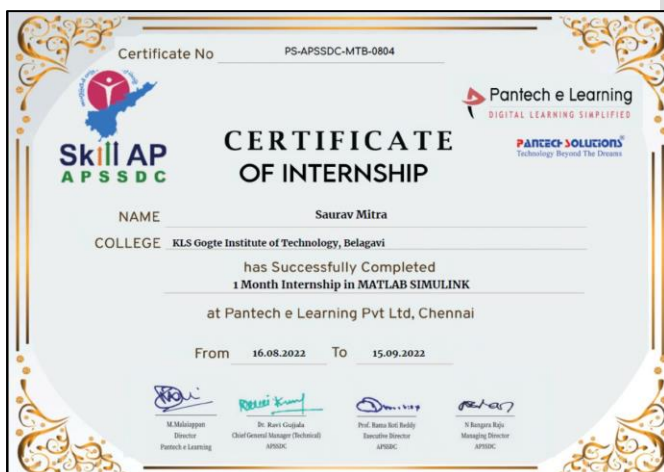 Certificate No PS-APSSDC-MTB-0804
Skill AP
APSSDC
Pantech e Learning
DIGITAL LEARNING SIMPLIFIED
PANTECH SOLUTIONS®
Technology Beyond The Dreams
CERTIFICATE
OF INTERNSHIP
NAME Saurav Mitra
COLLEGE KLS Gogte Institute of Technology, Belagavi
has Successfully Completed
1 Month Internship in MATLAB SIMULINK
at Pantech e Learning Pvt Ltd, Chennai
From 16.08.2022 To 15.09.2022
M.Malaiappan
Director
Pantech e Learning
Dr. Ravi Gujjala
Chief General Manager (Technical)
APSSDC
Prof. Rama Koti Reddy
Executive Director
APSSDC
N Bangaru Raju
Managing Director
APSSDC